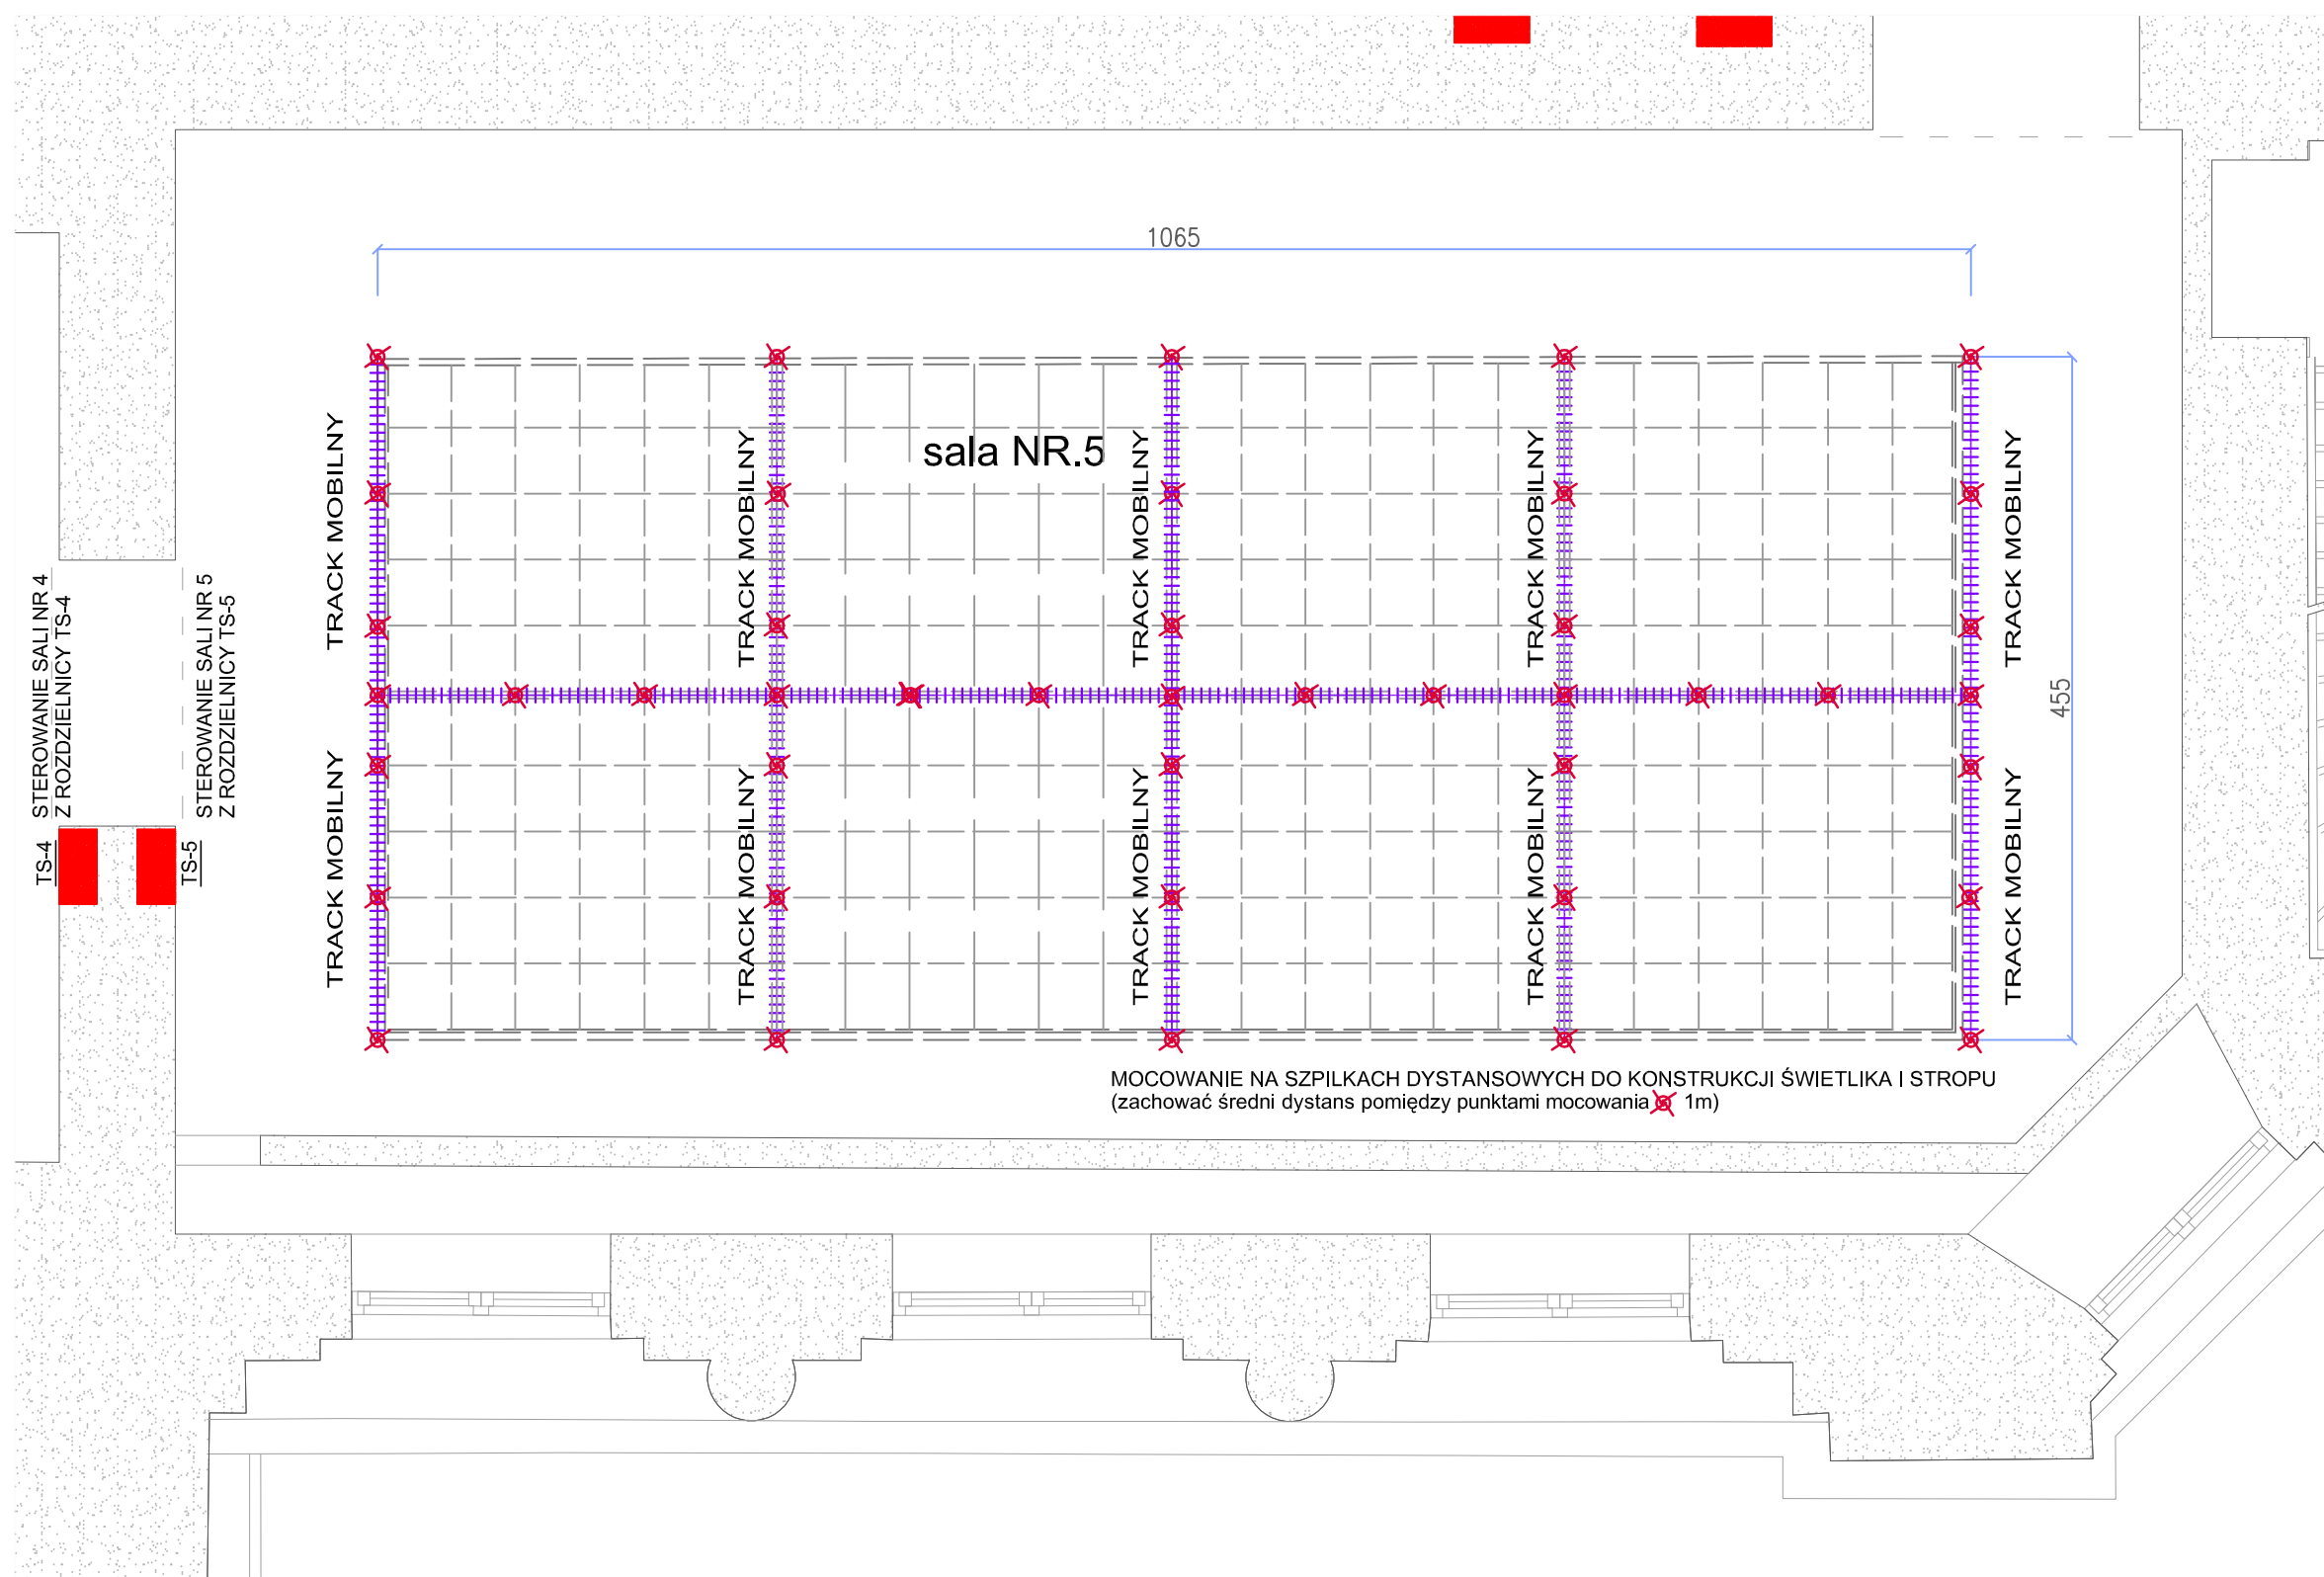 1065
sala NR.5
TRACK MOBILNY
TRACK MOBILNY
TRACK MOBILNY
TRACK MOBILNY
TRACK MOBILNY
STEROWANIE SALI NR 4
Z ROZDZIELNICY TS-4
STEROWANIE SALI NR 5
Z ROZDZIELNICY TS-5
455
TS-4
TS-5
TRACK MOBILNY
TRACK MOBILNY
TRACK MOBILNY
TRACK MOBILNY
TRACK MOBILNY
MOCOWANIE NA SZPILKACH DYSTANSOWYCH DO KONSTRUKCJI ŚWIETLIKA I STROPU
(zachować średni dystans pomiędzy punktami mocowania 1m)